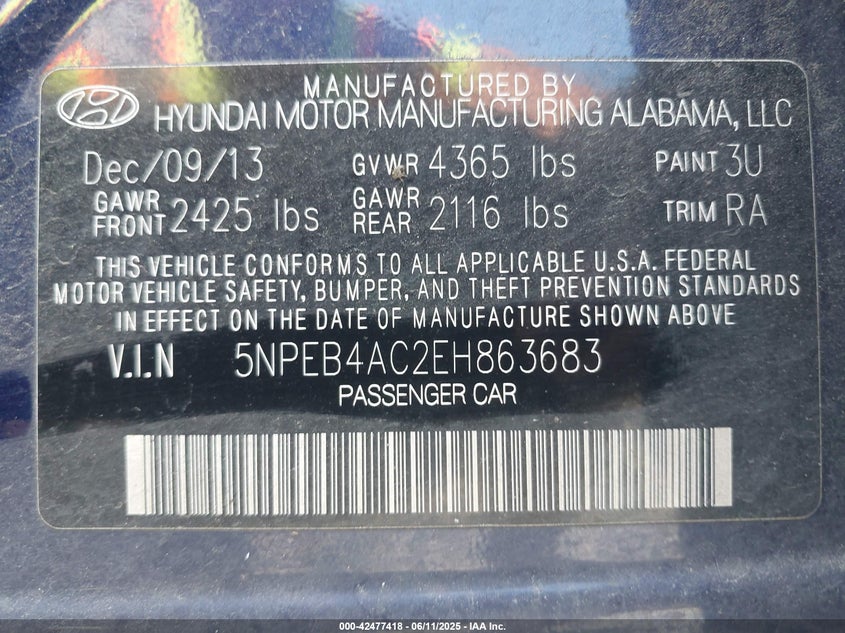 MANUFACTURED BY
HYUNDAI MOTOR MANUFACTURING ALABAMA, LLC
Dec/09/13 GVWR 4365 lbs PAINT 3U
GAWR FRONT 2425 lbs GAWR REAR 2116 lbs TRIM RA
THIS VEHICLE CONFORMS TO ALL APPLICABLE U.S.A. FEDERAL
MOTOR VEHICLE SAFETY, BUMPER, AND THEFT PREVENTION STANDARDS
IN EFFECT ON THE DATE OF MANUFACTURE SHOWN ABOVE
V.I.N 5NPEB4AC2EH863683
PASSENGER CAR
000-42477418 - 06/11/2025 - IAA Inc.